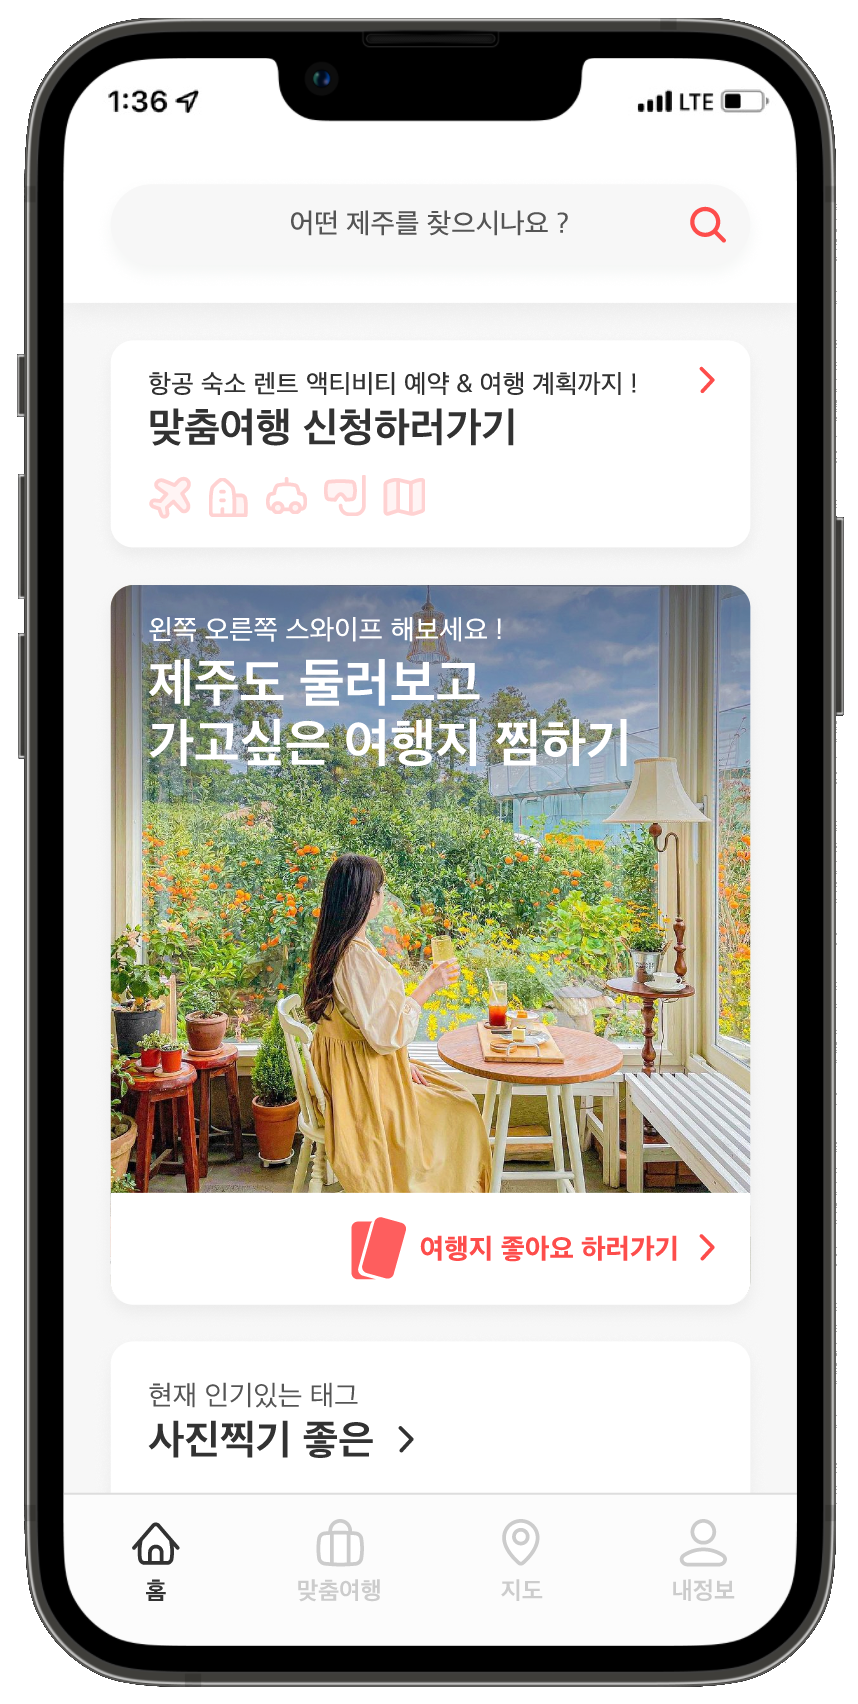 1:36
LTE
어떤 제주를 찾으시나요 ?
항공 숙소 렌트 액티비티 예약 & 여행 계획까지 !
맞춤여행 신청하러가기
왼쪽 오른쪽 스와이프 해보세요 !
제주도 둘러보고
가고싶은 여행지 찜하기
여행지 좋아요 하러가기
현재 인기있는 태그
사진찍기 좋은
홈
맞춤여행
지도
내정보